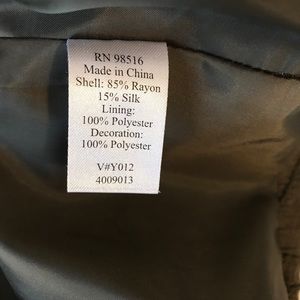 RN 98516
Made in China
Shell: 85% Rayon
15% Silk
Lining:
100% Polyester
Decoration:
100% Polyester
V#Y012
4009013